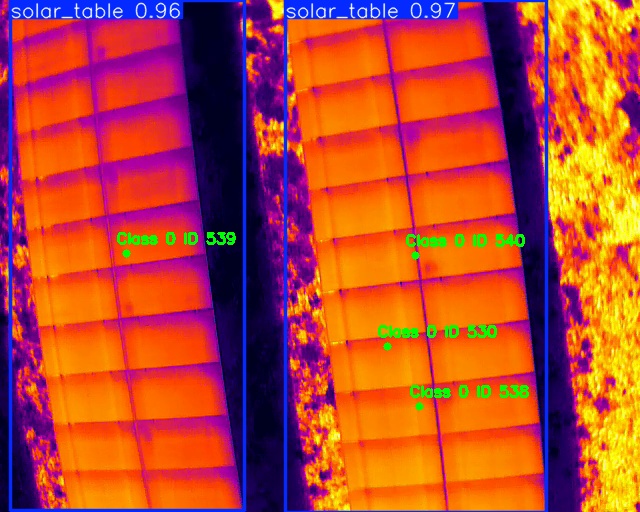 solar_table 0.96
solar_table 0.97
Class 0 ID 539
Class 0 ID 540
Class 0 ID 530
Class 0 ID 538